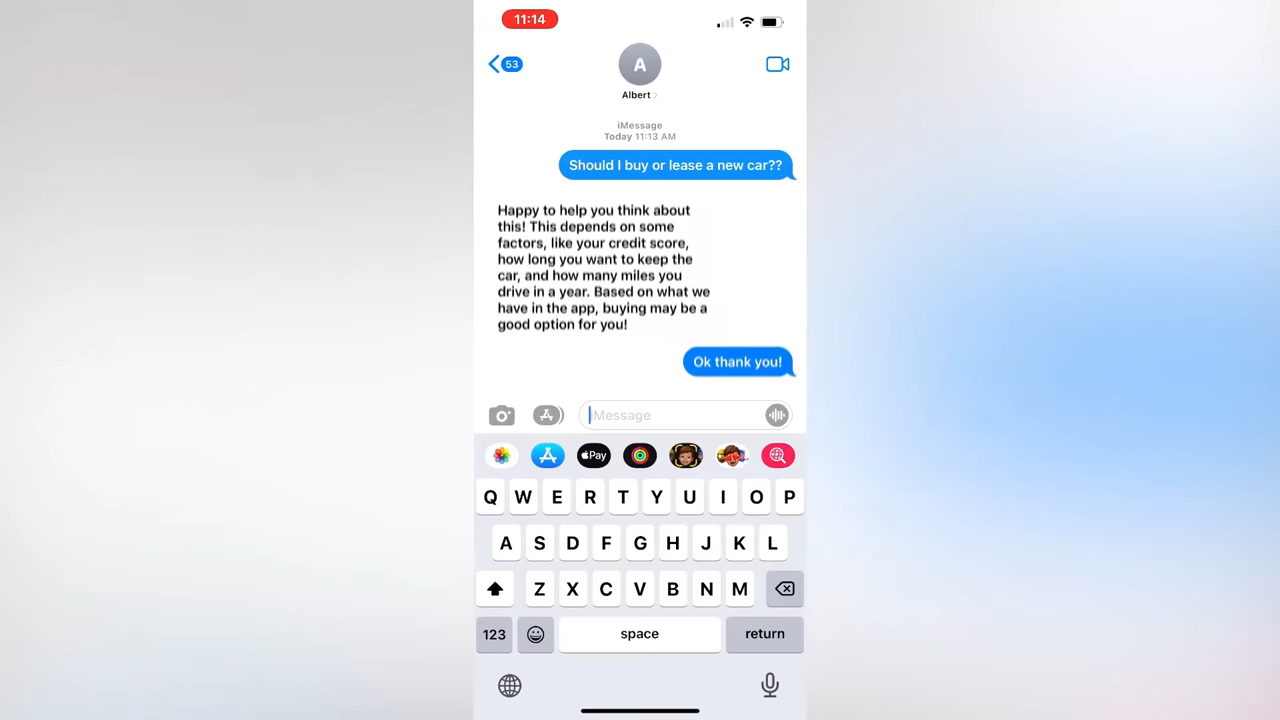 11:14
53
A
Albert
iMessage
Today 11:13 AM
Should I buy or lease a new car??
Happy to help you think about
this! This depends on some
factors, like your credit score,
how long you want to keep the
car, and how many miles you
drive in a year. Based on what we
have in the app, buying may be a
good option for you!
Ok thank you!
iMessage
Pay
Q W E R T Y U I O P
A S D F G H J K L
Z X C V B N M
123 space return